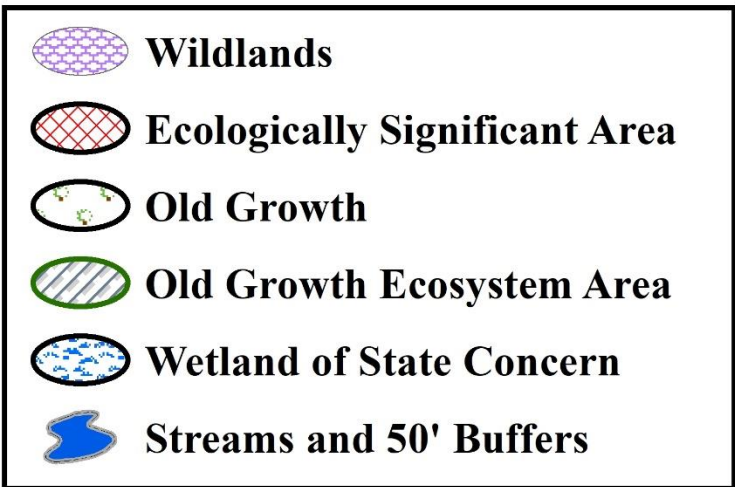 Wildlands
Ecologically Significant Area
Old Growth
Old Growth Ecosystem Area
Wetland of State Concern
Streams and 50' Buffers